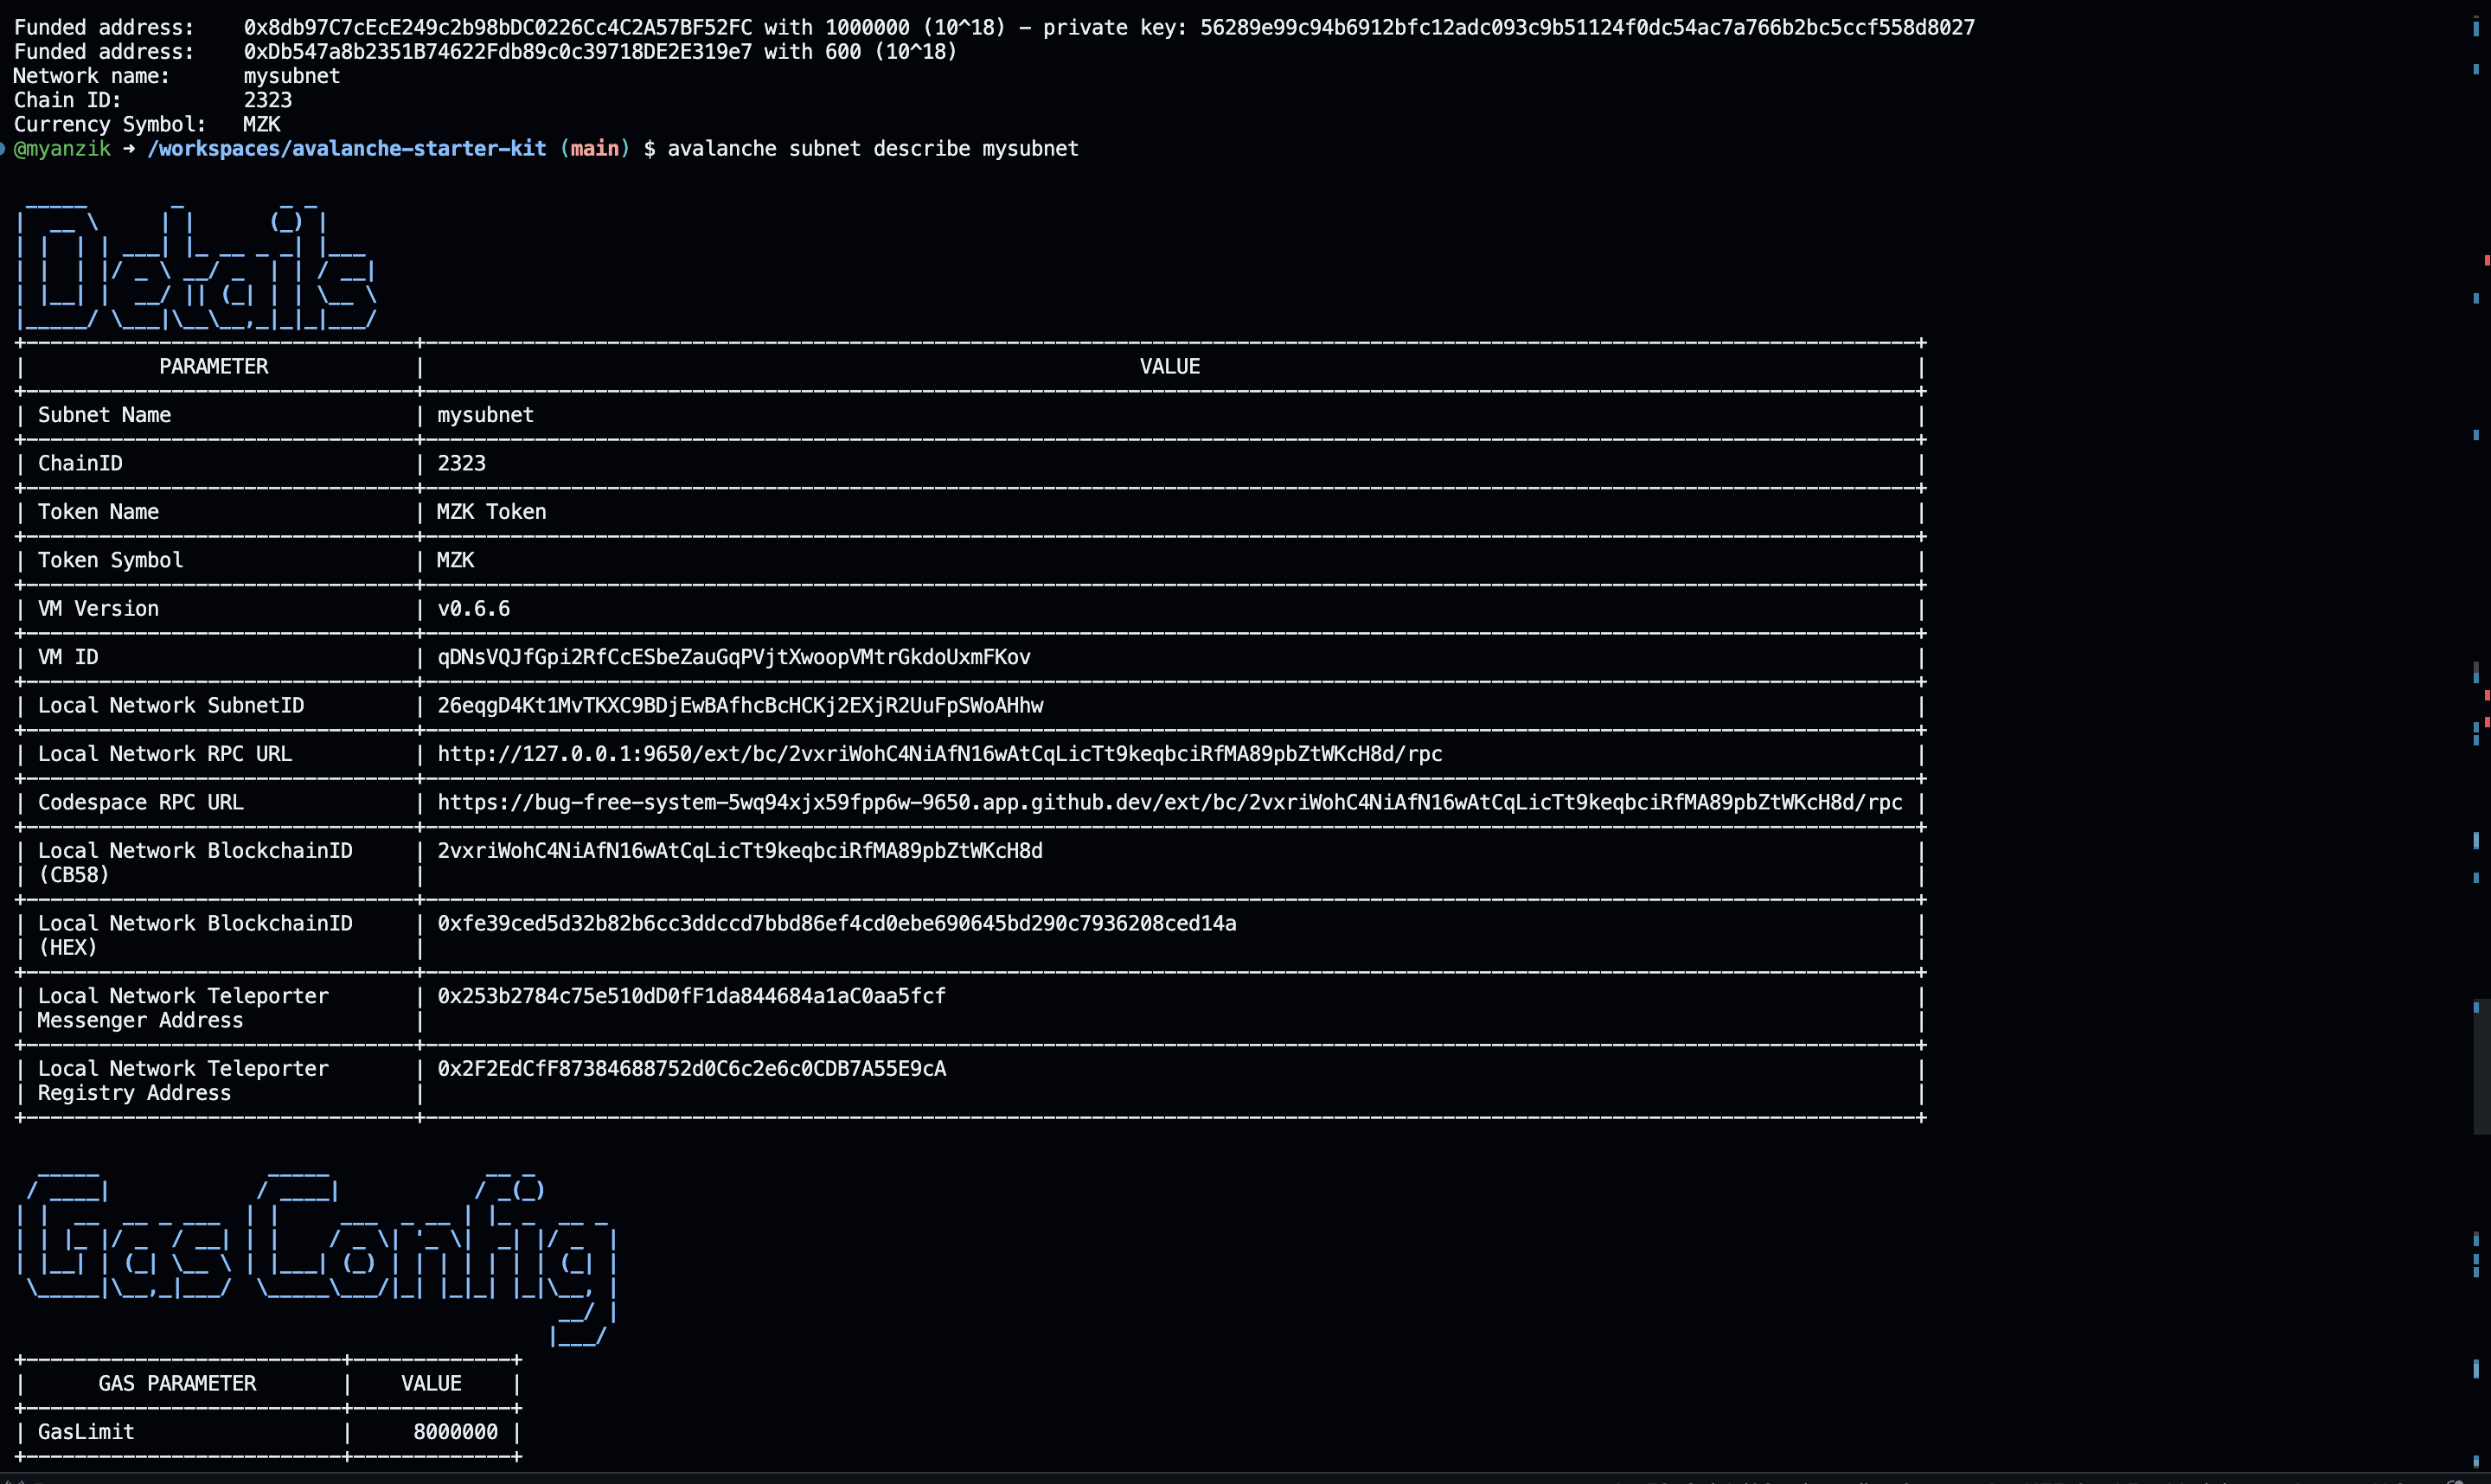 Funded address:    0x8db97C7cEcE249c2b98bDC0226Cc4C2A57BF52FC with 1000000 (10^18) - private key: 56289e99c94b6912bfc12adc093c9b51124f0dc54ac7a766b2bc5ccf558d8027
Funded address:    0xDb547a8b2351B74622Fdb89c0c39718DE2E319e7 with 600 (10^18)
Network name:      mysubnet
Chain ID:          2323
Currency Symbol:   MZK
@myanzik → /workspaces/avalanche-starter-kit (main) $ avalanche subnet describe mysubnet
Details
PARAMETER VALUE
Subnet Name mysubnet
ChainID 2323
Token Name MZK Token
Token Symbol MZK
VM Version v0.6.6
VM ID qDNsVQJfGpi2RfCcESbeZauGqPVjtXwoopVMtrGkdoUxmFKov
Local Network SubnetID 26eqgD4Kt1MvTKXC9BDjEwBAfhcBcHCKj2EXjR2UuFpSWoAHhw
Local Network RPC URL http://127.0.0.1:9650/ext/bc/2vxriWohC4NiAfN16wAtCqLicTt9keqbciRfMA89pbZtWKcH8d/rpc
Codespace RPC URL https://bug-free-system-5wq94xjx59fpp6w-9650.app.github.dev/ext/bc/2vxriWohC4NiAfN16wAtCqLicTt9keqbciRfMA89pbZtWKcH8d/rpc
Local Network BlockchainID 2vxriWohC4NiAfN16wAtCqLicTt9keqbciRfMA89pbZtWKcH8d
(CB58)
Local Network BlockchainID 0xfe39ced5d32b82b6cc3ddccd7bbd86ef4cd0ebe690645bd290c7936208ced14a
(HEX)
Local Network Teleporter 0x253b2784c75e510dD0fF1da844684a1aC0aa5fcf
Messenger Address
Local Network Teleporter 0x2F2EdCfF87384688752d0C6c2e6c0CDB7A55E9cA
Registry Address
Gas Config
GAS PARAMETER VALUE
GasLimit 8000000